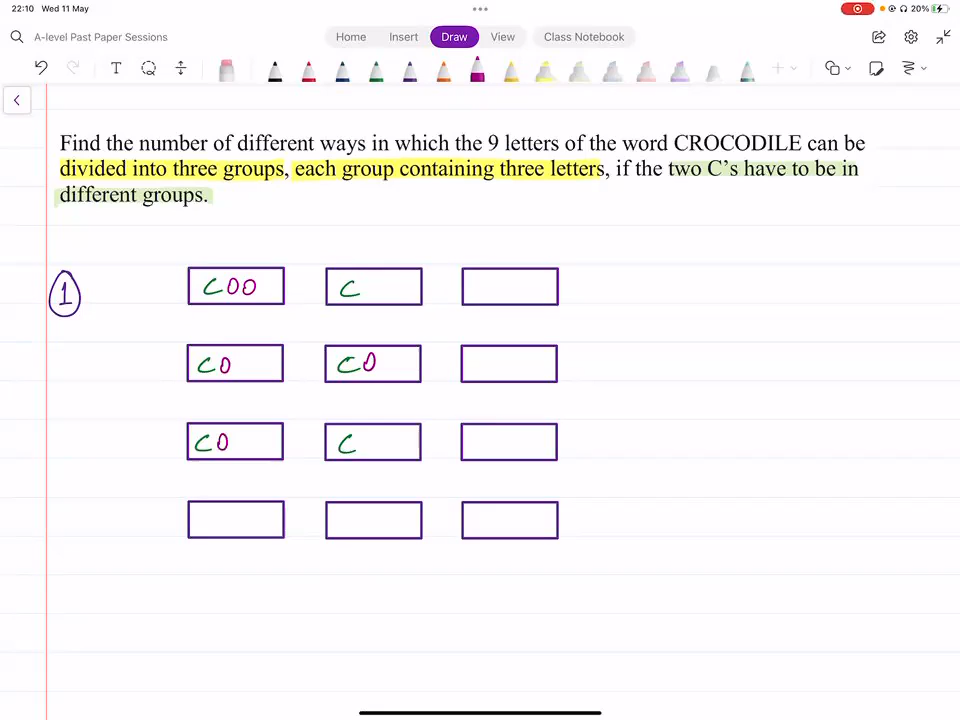 22:10 Wed 11 May
20%
A-level Past Paper Sessions
Home Insert Draw View Class Notebook
Find the number of different ways in which the 9 letters of the word CROCODILE can be
divided into three groups, each group containing three letters, if the two C's have to be in
different groups.
1 COO C
CO CO
CO C